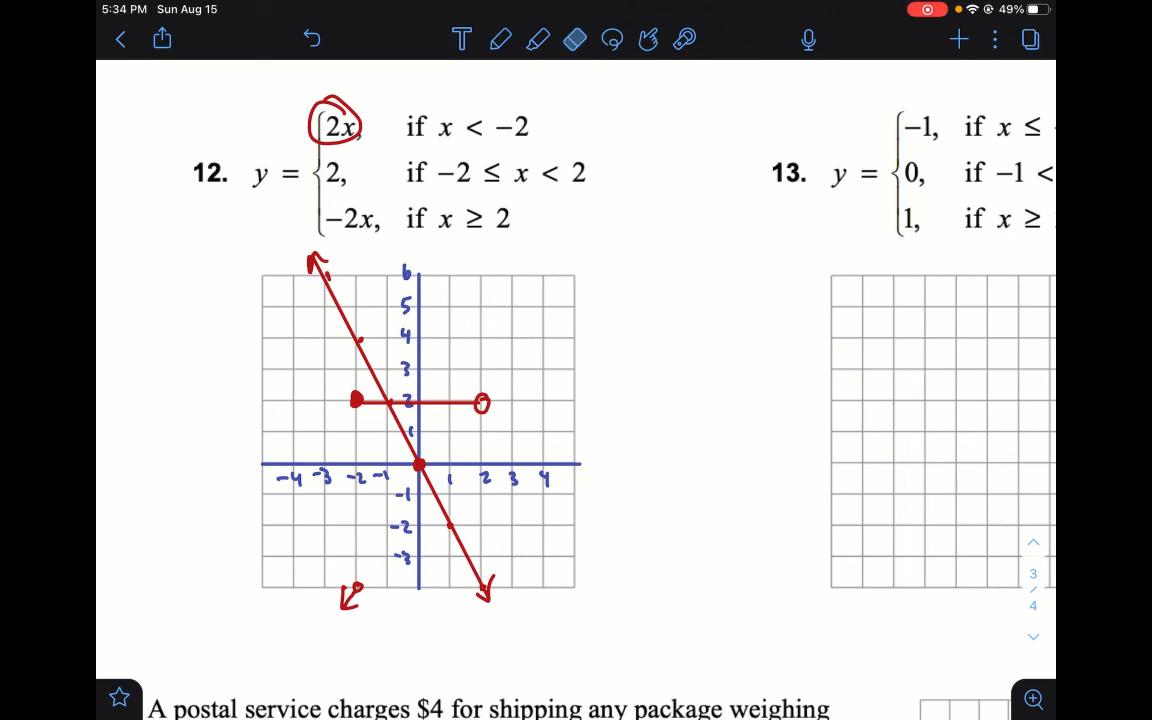 5:34 PM Sun Aug 15
49%
12. y = {2x, if x < −2
2, if −2 ≤ x < 2
−2x, if x ≥ 2
13. y = {−1, if x ≤
0, if −1 <
1, if x ≥
6
5
4
3
2
1
-4 -3 -2 -1 1 2 3 4
-1
-2
-3
3
/
4
A postal service charges $4 for shipping any package weighing